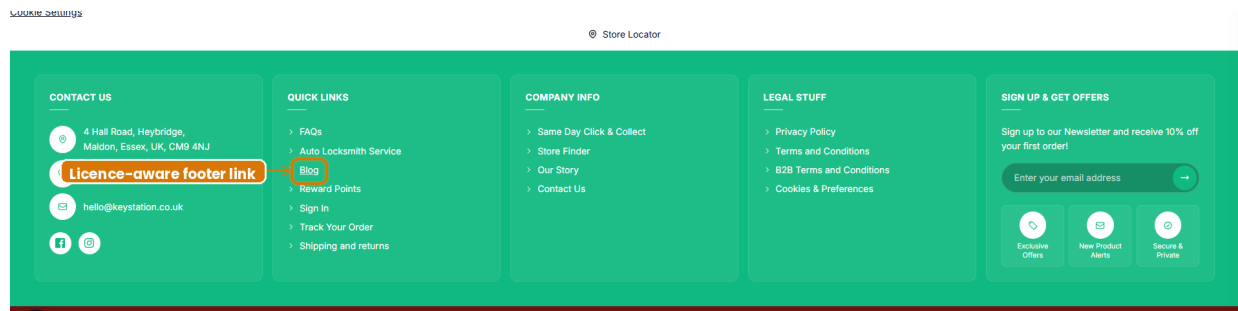 Cookie Settings
Store Locator
CONTACT US
4 Hall Road, Heybridge,
Maldon, Essex, UK, CM9 4NJ
Licence-aware footer link
hello@keystation.co.uk
QUICK LINKS
FAQs
Auto Locksmith Service
Blog
Reward Points
Sign In
Track Your Order
Shipping and returns
COMPANY INFO
Same Day Click & Collect
Store Finder
Our Story
Contact Us
LEGAL STUFF
Privacy Policy
Terms and Conditions
B2B Terms and Conditions
Cookies & Preferences
SIGN UP & GET OFFERS
Sign up to our Newsletter and receive 10% off
your first order!
Enter your email address
Exclusive
Offers
New Product
Alerts
Secure &
Private